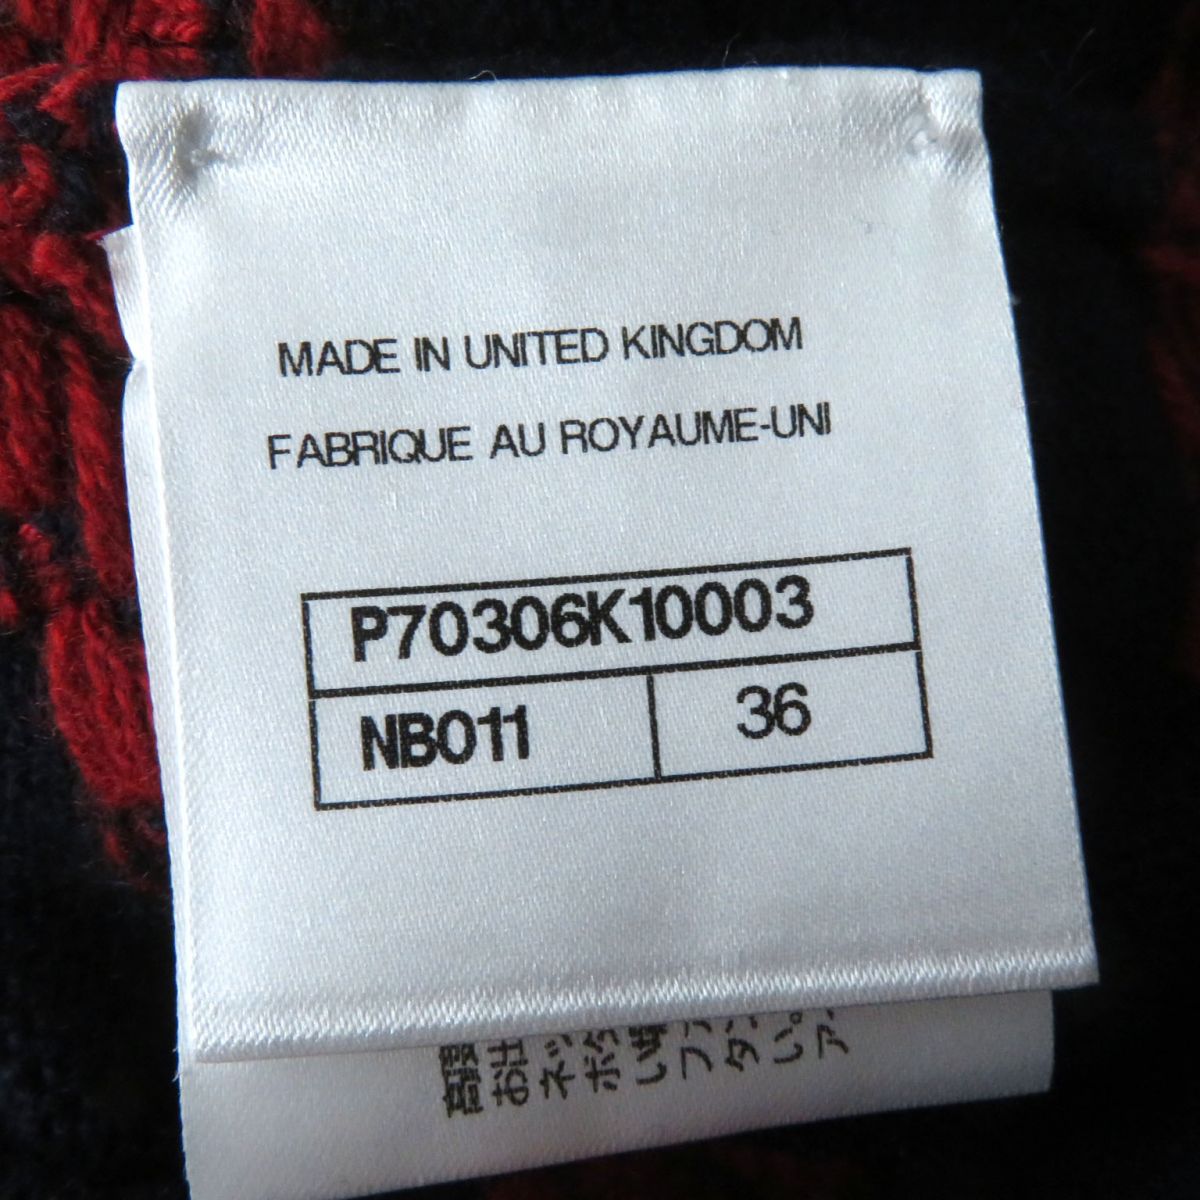 MADE IN UNITED KINGDOM
FABRIQUE AU ROYAUME-UNI
P70306K10003
NB011 36